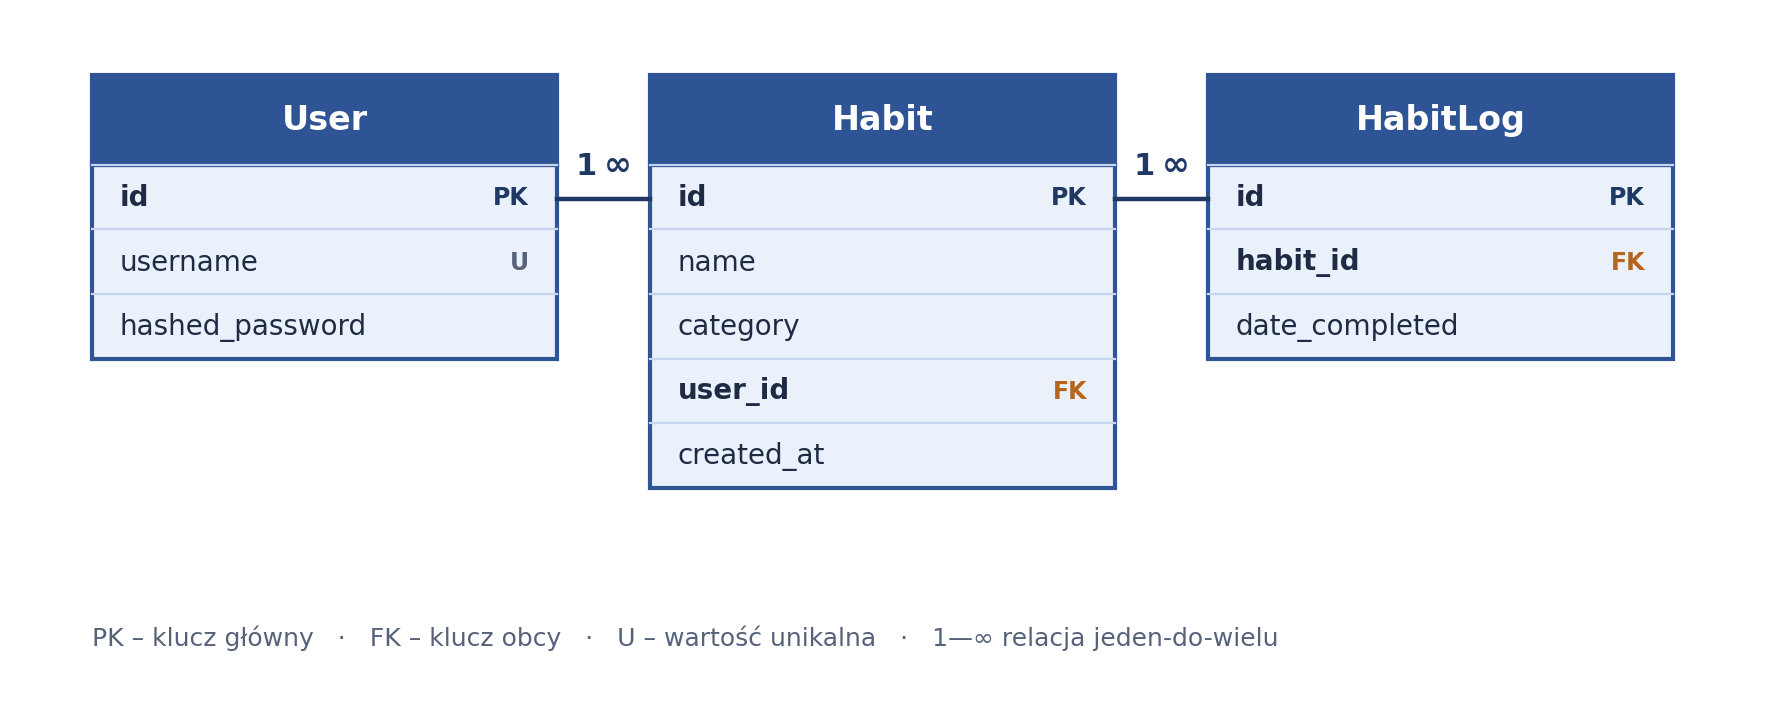 User
id PK
username U
hashed_password
1 ∞
Habit
id PK
name
category
user_id FK
created_at
1 ∞
HabitLog
id PK
habit_id FK
date_completed
PK – klucz główny · FK – klucz obcy · U – wartość unikalna · 1—∞ relacja jeden-do-wielu